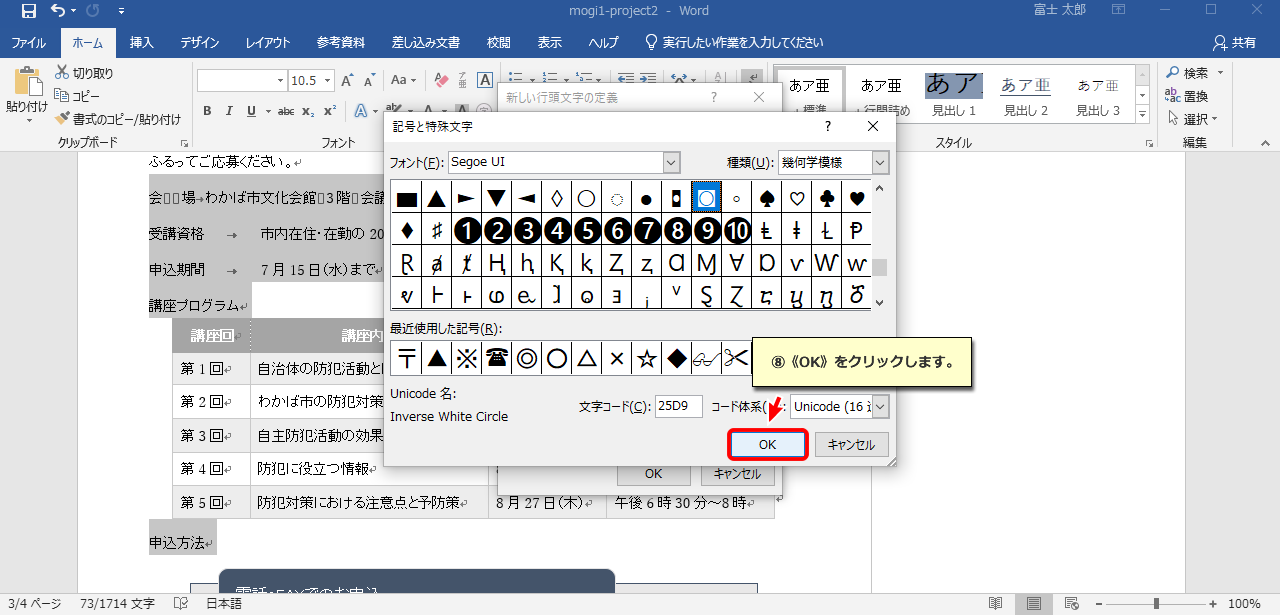 mogi1-project2 - Word
富士 太郎
ファイル ホーム 挿入 デザイン レイアウト 参考資料 差し込み文書 校閲 表示 ヘルプ 実行したい作業を入力してください 共有
貼り付け
切り取り
コピー
書式のコピー/貼り付け
クリップボード
10.5
フォント
あア亜 標準
あア亜 行間詰め
あア 見出し 1
あア亜 見出し 2
あア亜 見出し 3
スタイル
検索
置換
選択
編集
新しい行頭文字の定義
記号と特殊文字
フォント(F): Segoe UI
種類(U): 幾何学模様
最近使用した記号(R):
〒▲※☎◎○△×☆◆
Unicode 名:
Inverse White Circle
文字コード(C): 25D9
コード体系(
Unicode (16
OK
キャンセル
⑧《OK》をクリックします。
OK
キャンセル
ふるってご応募ください。
会□□場→わかば市文化会館□3階□会議
受講資格 → 市内在住・在勤の 20
申込期間 → 7月15日(水)まで
講座プログラム
講座回 講座内
第1回 自治体の防犯活動と
第2回 わかば市の防犯対策
第3回 自主防犯活動の効果
第4回 防犯に役立つ情報
第5回 防犯対策における注意点と予防策 8月27日(木) 午後6時30分～8時
申込方法
電話・FAXでのお申込
3/4 ページ 73/1714 文字 日本語 100%